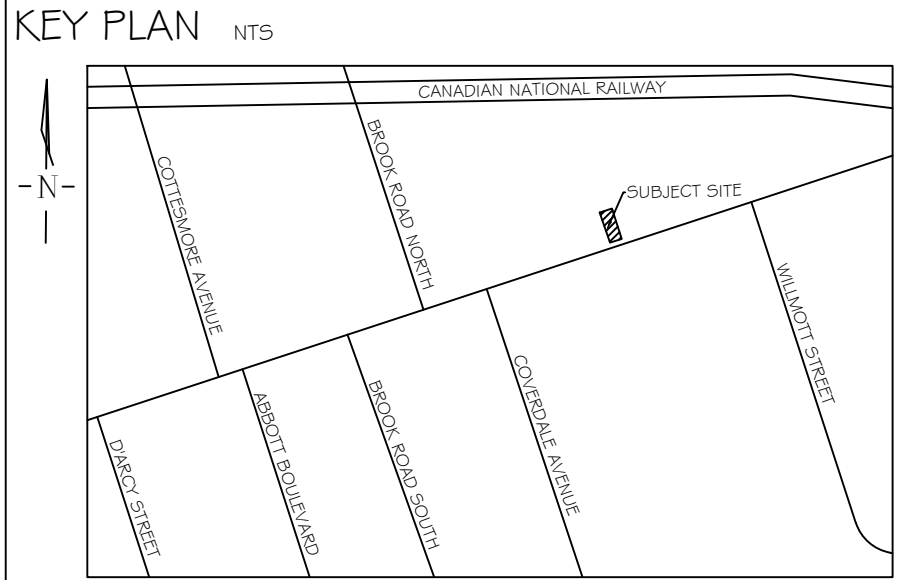 KEY PLAN NTS
CANADIAN NATIONAL RAILWAY
-N-
COTTESMORE AVENUE
BROOK ROAD NORTH
SUBJECT SITE
WILLMOTT STREET
D'ARCY STREET
ABBOTT BOULEVARD
BROOK ROAD SOUTH
COVERDALE AVENUE